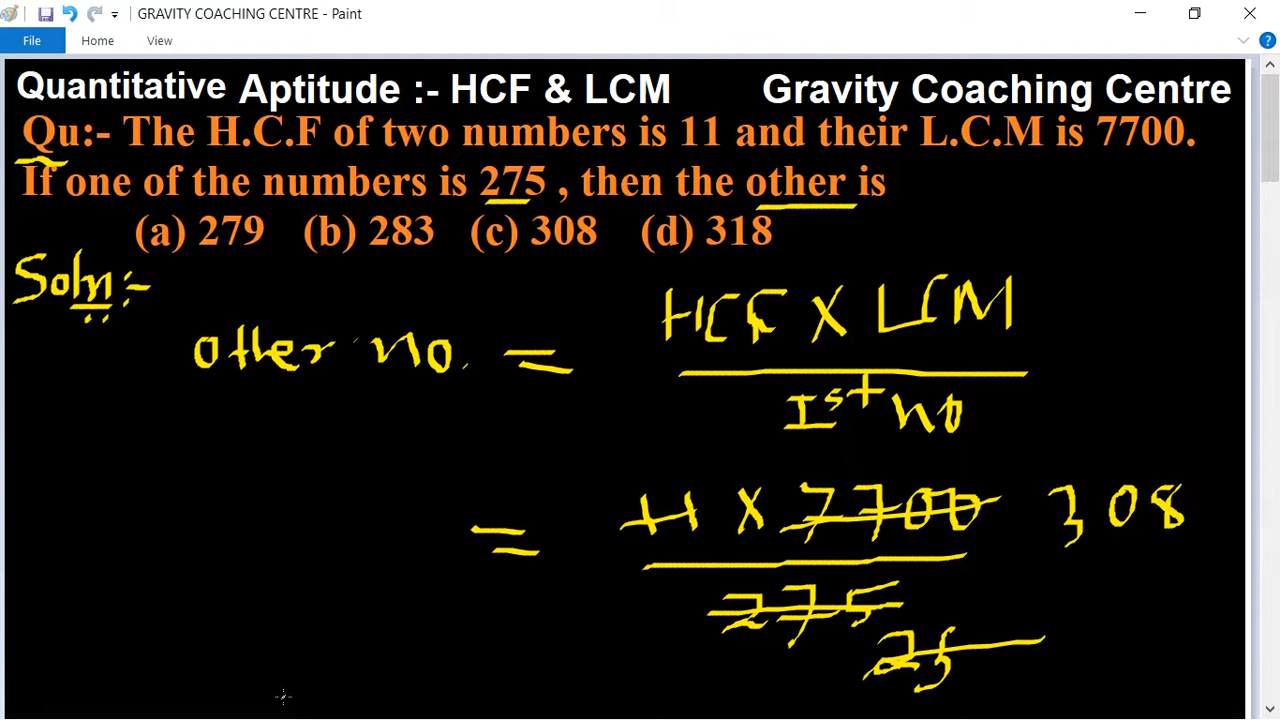 GRAVITY COACHING CENTRE - Paint
File Home View
Quantitative Aptitude :- HCF & LCM Gravity Coaching Centre
Qu:- The H.C.F of two numbers is 11 and their L.C.M is 7700.
If one of the numbers is 275 , then the other is
(a) 279 (b) 283 (c) 308 (d) 318
Soln:-
other no. = HCF X LCM
Ist no
= 11 X 7700 308
275
25